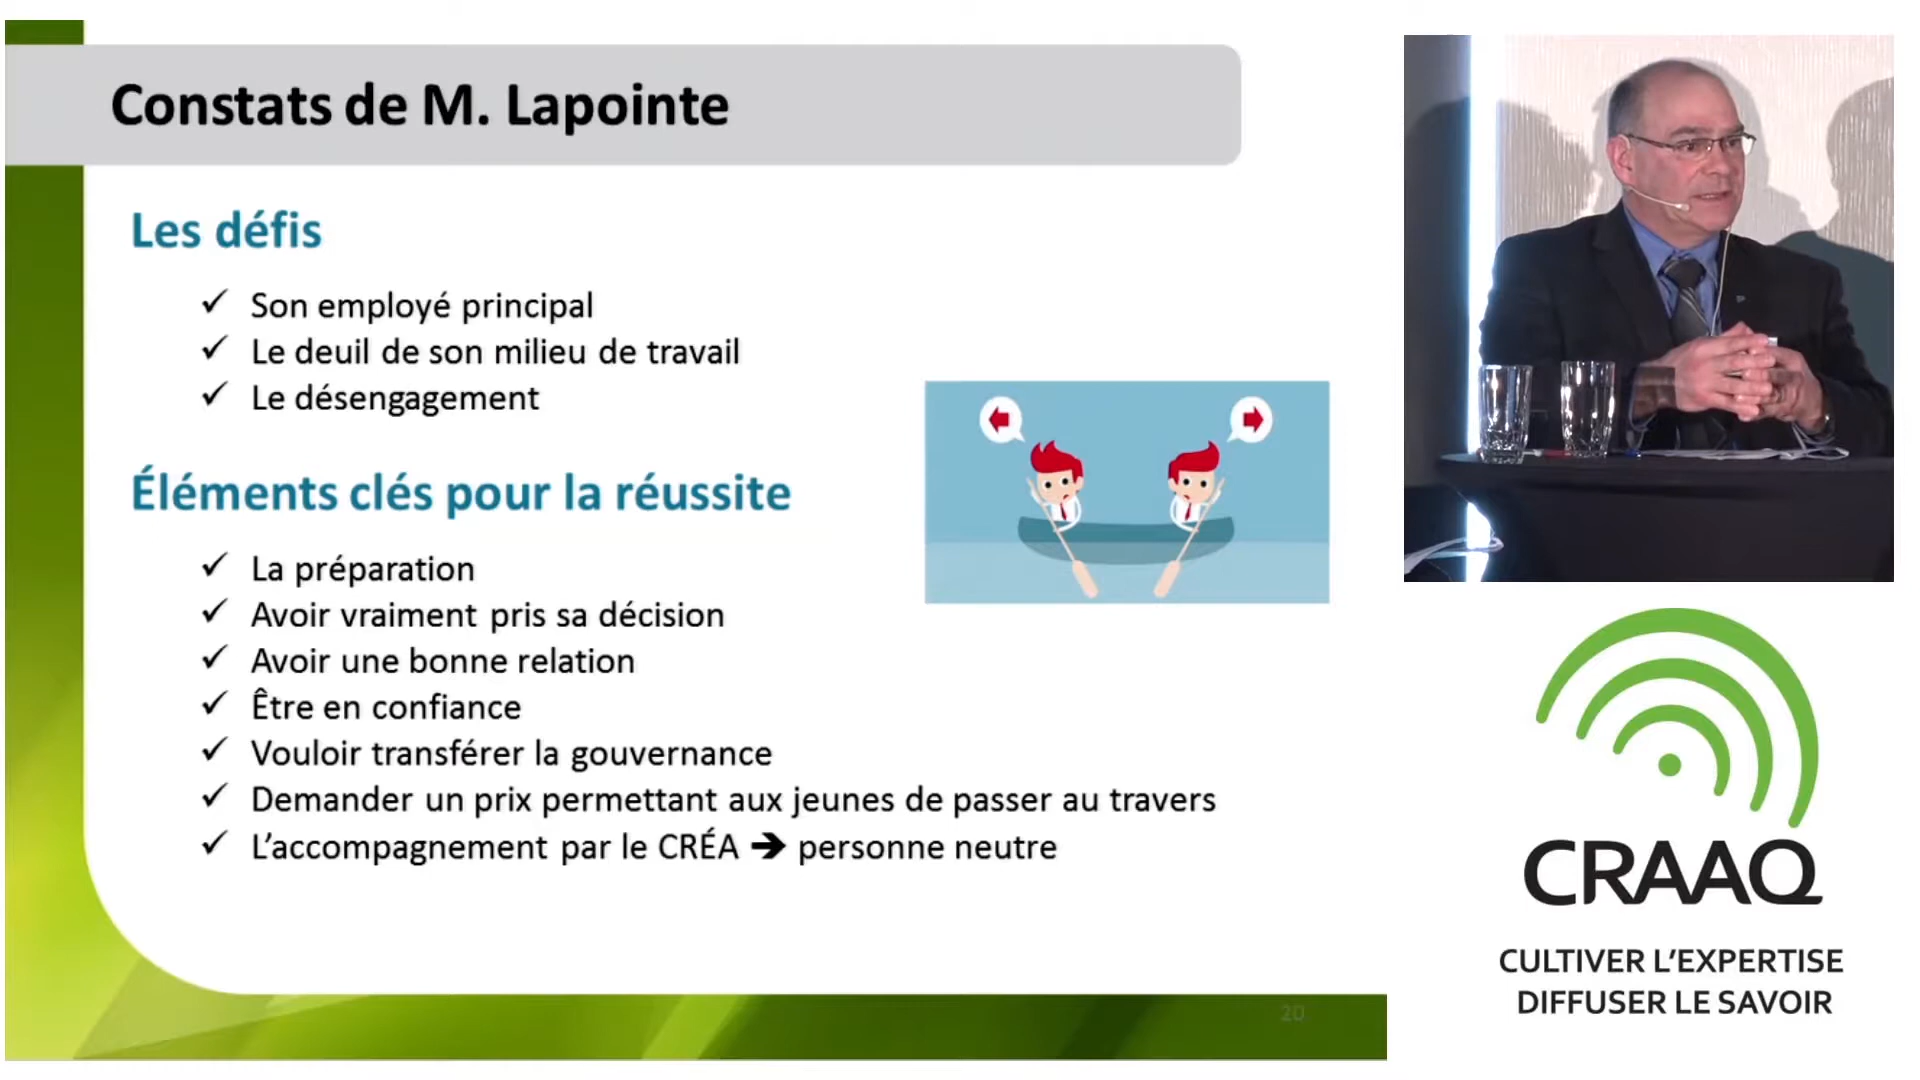 Constats de M. Lapointe
Les défis
✓ Son employé principal
✓ Le deuil de son milieu de travail
✓ Le désengagement
Éléments clés pour la réussite
✓ La préparation
✓ Avoir vraiment pris sa décision
✓ Avoir une bonne relation
✓ Être en confiance
✓ Vouloir transférer la gouvernance
✓ Demander un prix permettant aux jeunes de passer au travers
✓ L'accompagnement par le CRÉA ➔ personne neutre
20
CRAAQ
CULTIVER L'EXPERTISE
DIFFUSER LE SAVOIR